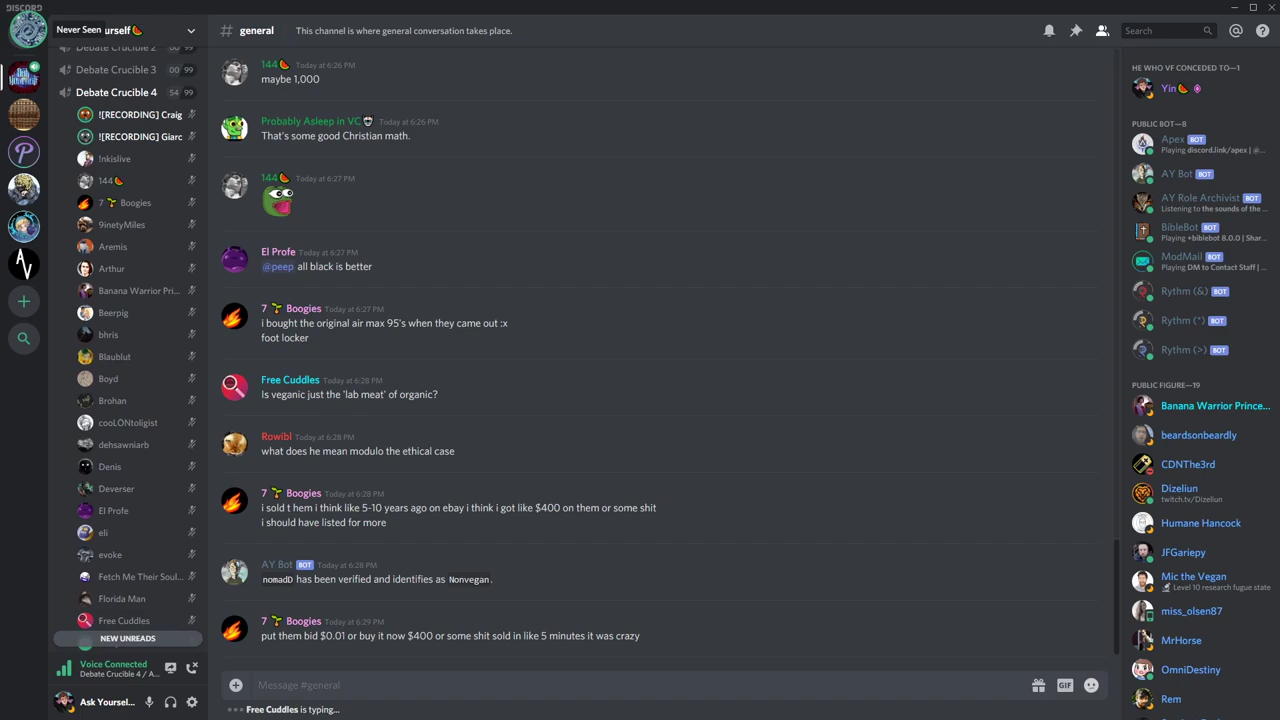 DISCORD
Never Seen
urself🍉
# general
This channel is where general conversation takes place.
Search
Debate Crucible 2 00 99
Debate Crucible 3 00 99
Debate Crucible 4 54 99
![RECORDING] Craig
![RECORDING] Giarc
!nkislive
144🍉
7 🌱 Boogies
9inetyMiles
Aremis
Arthur
Banana Warrior Pri...
Beerpig
bhris
Blaublut
Boyd
Brohan
cooLONtoligist
dehsawniarb
Denis
Deverser
El Profe
eli
evoke
Fetch Me Their Soul...
Florida Man
Free Cuddles
NEW UNREADS
Voice Connected
Debate Crucible 4 / A...
Ask Yoursel...
144🍉 Today at 6:26 PM
maybe 1,000
Probably Asleep in VC💀 Today at 6:26 PM
That's some good Christian math.
144🍉 Today at 6:27 PM
El Profe Today at 6:27 PM
@peep all black is better
7 🌱 Boogies Today at 6:27 PM
i bought the original air max 95's when they came out :x
foot locker
Free Cuddles Today at 6:28 PM
Is veganic just the 'lab meat' of organic?
Rowibl Today at 6:28 PM
what does he mean modulo the ethical case
7 🌱 Boogies Today at 6:28 PM
i sold t hem i think like 5-10 years ago on ebay i think i got like $400 on them or some shit
i should have listed for more
AY Bot BOT Today at 6:28 PM
nomadD has been verified and identifies as Nonvegan.
7 🌱 Boogies Today at 6:29 PM
put them bid $0.01 or buy it now $400 or some shit sold in like 5 minutes it was crazy
Message #general
GIF
Free Cuddles is typing...
HE WHO VF CONCEDED TO—1
Yin🍉
PUBLIC BOT—8
Apex BOT
Playing discord.link/apex | @...
AY Bot BOT
AY Role Archivist BOT
Listening to the sounds of the ...
BibleBot BOT
Playing +biblebot 8.0.0 | Shar...
ModMail BOT
Playing DM to Contact Staff | ...
Rythm (&) BOT
Rythm (*) BOT
Rythm (>) BOT
PUBLIC FIGURE—19
Banana Warrior Prince...
beardsonbeardly
CDNThe3rd
Dizeliun
twitch.tv/Dizeliun
Humane Hancock
JFGariepy
Mic the Vegan
Level 10 research fugue state
miss_olsen87
MrHorse
OmniDestiny
Rem